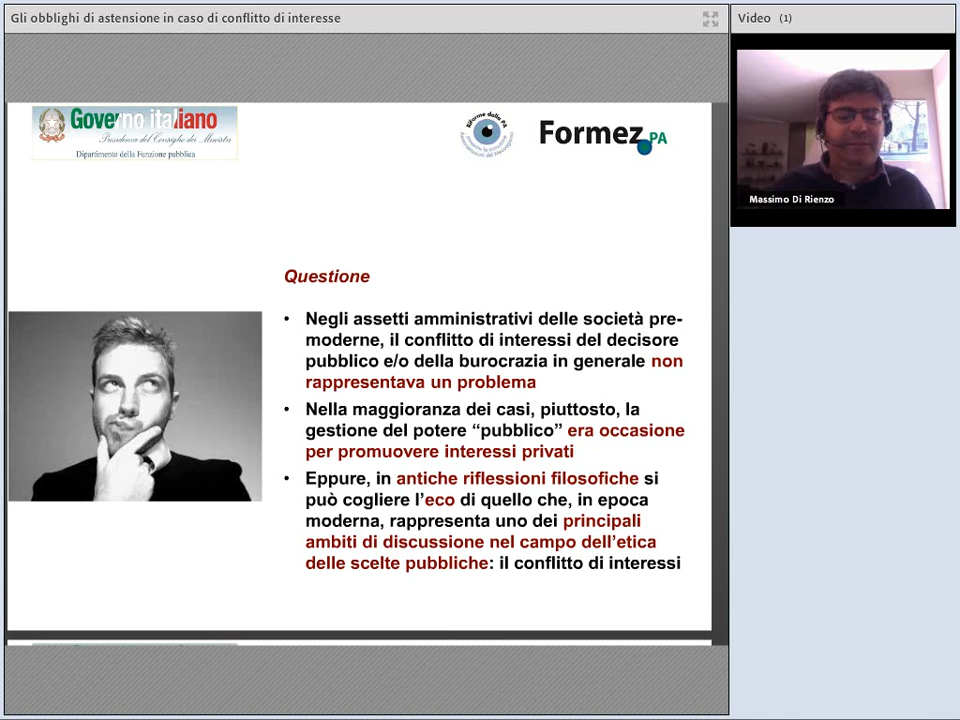 Gli obblighi di astensione in caso di conflitto di interesse
Video (1)
Governo italiano
Presidenza del Consiglio dei Ministri
Dipartimento della Funzione pubblica
Riforme della PA
Formez PA
Massimo Di Rienzo
Questione
• Negli assetti amministrativi delle società pre-
moderne, il conflitto di interessi del decisore
pubblico e/o della burocrazia in generale non
rappresentava un problema
• Nella maggioranza dei casi, piuttosto, la
gestione del potere “pubblico” era occasione
per promuovere interessi privati
• Eppure, in antiche riflessioni filosofiche si
può cogliere l’eco di quello che, in epoca
moderna, rappresenta uno dei principali
ambiti di discussione nel campo dell’etica
delle scelte pubbliche: il conflitto di interessi